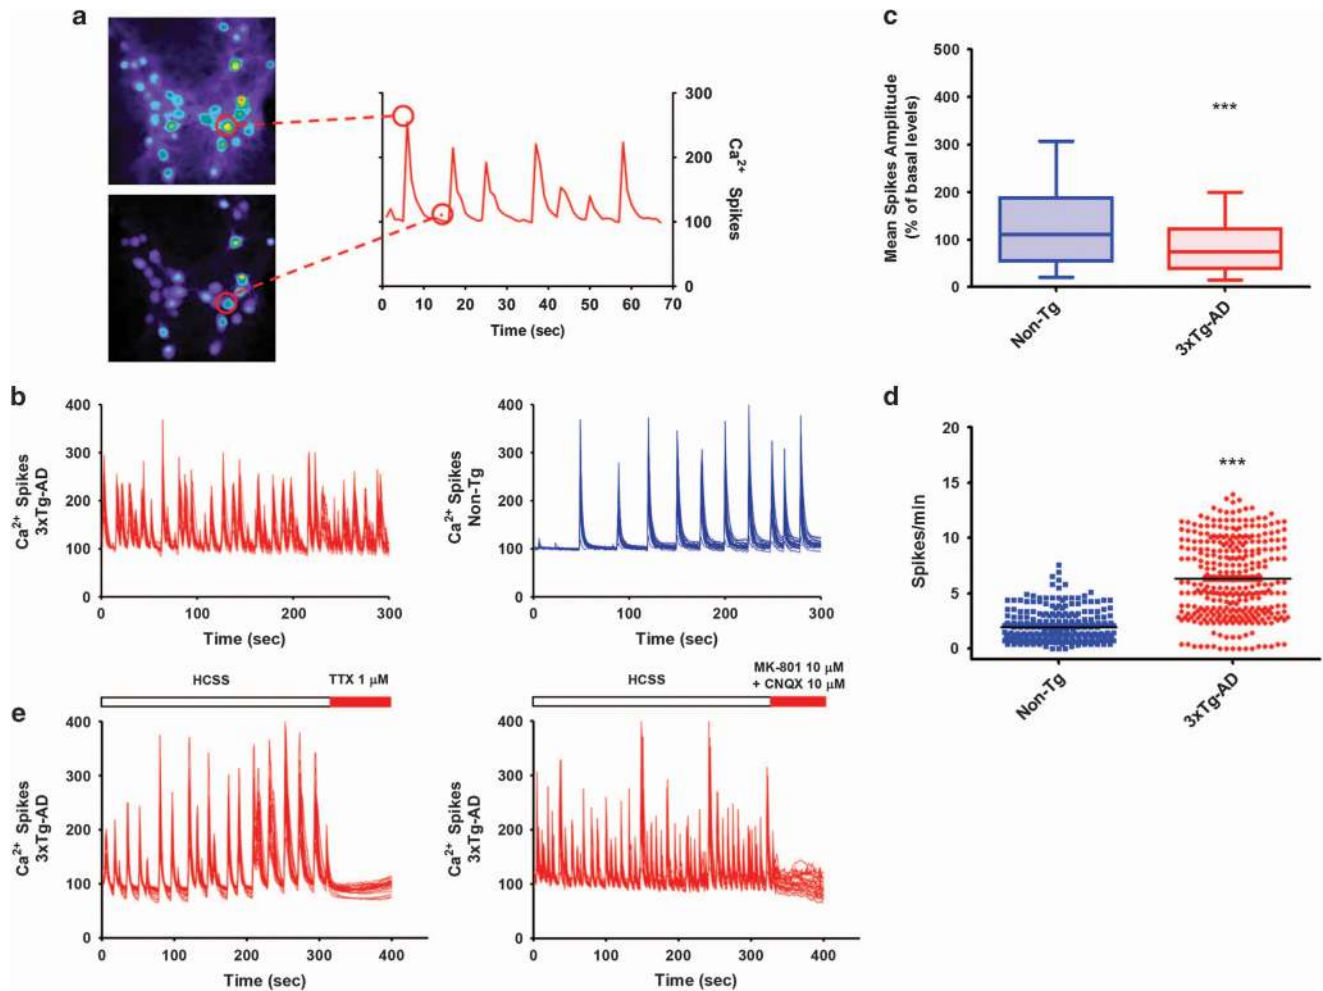 a
300
200
100
0
Ca2+ Spikes
0 10 20 30 40 50 60 70
Time (sec)
c
500
400
300
200
100
0
Mean Spikes Amplitude
(% of basal levels)
***
Non-Tg
3xTg-AD
b
400
300
200
100
0
Ca2+ Spikes
3xTg-AD
100 200 300
Time (sec)
400
300
200
100
0
Ca2+ Spikes
Non-Tg
0 100 200 300
Time (sec)
d
20
15
10
5
0
Spikes/min
***
Non-Tg
3xTg-AD
e
HCSS
TTX 1 μM
400
300
200
100
0
Ca2+ Spikes
3xTg-AD
0 100 200 300 400
Time (sec)
HCSS
MK-801 10 μM
+ CNQX 10 μM
400
300
200
100
0
Ca2+ Spikes
3xTg-AD
0 100 200 300 400
Time (sec)